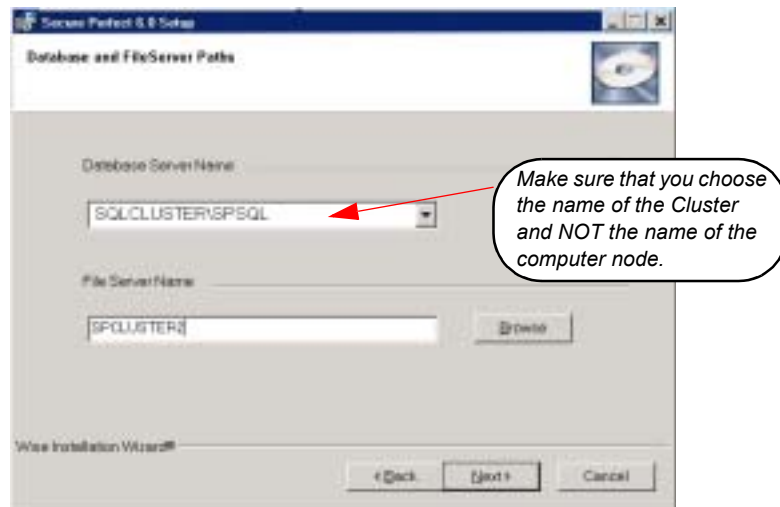 Secure Perfect 6.0 Setup
Database and FileServer Paths
Database Server Name
SQLCLUSTER\SPSQL
Make sure that you choose
the name of the Cluster
and NOT the name of the
computer node.
File Server Name
SPCLUSTER2
Browse
Wise Installation Wizard®
< Back
Next >
Cancel